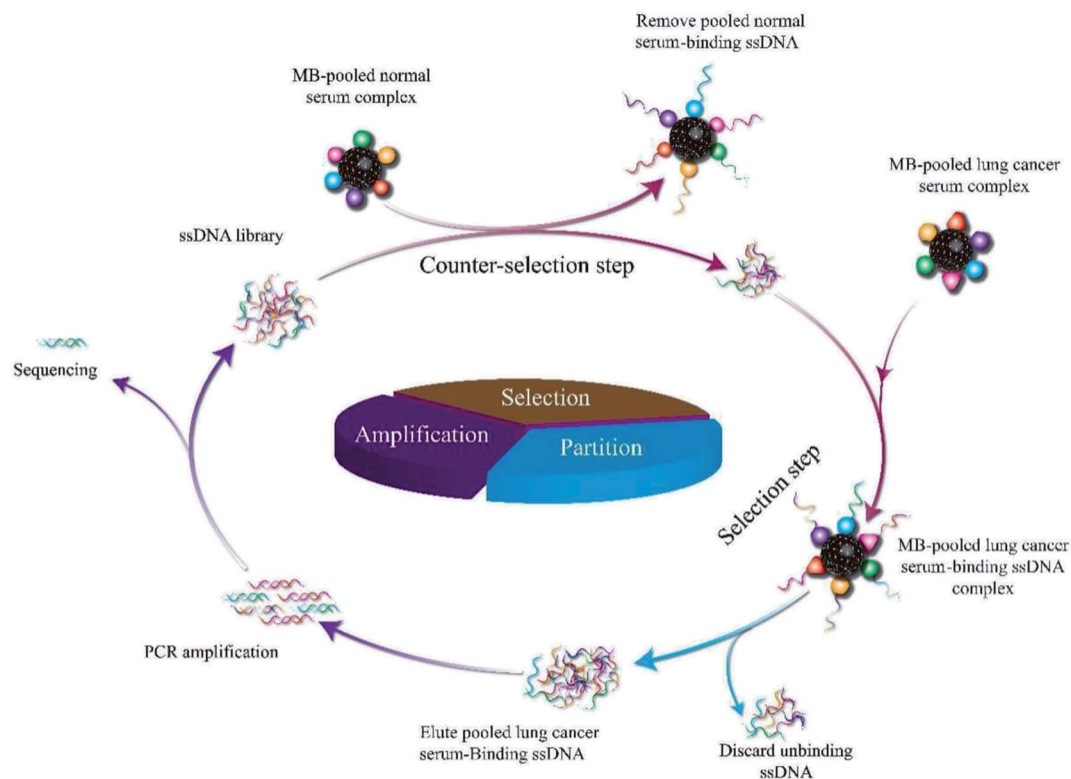 Remove pooled normal
serum-binding ssDNA
MB-pooled normal
serum complex
MB-pooled lung cancer
serum complex
ssDNA library
Counter-selection step
Sequencing
Selection
Amplification
Partition
Selection step
MB-pooled lung cancer
serum-binding ssDNA
complex
PCR amplification
Elute pooled lung cancer
serum-Binding ssDNA
Discard unbinding
ssDNA